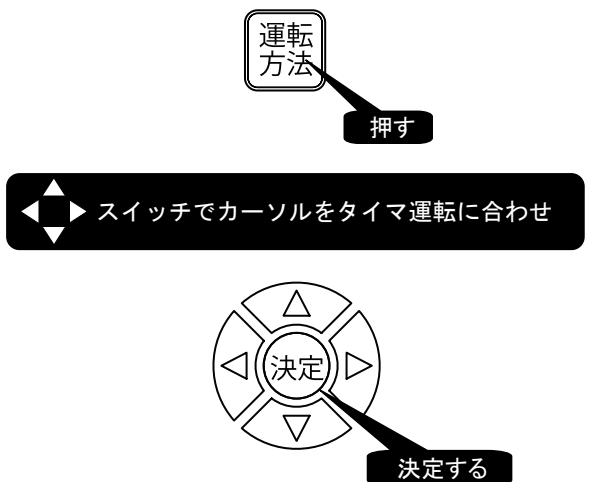 運転
方法
押す
スイッチでカーソルをタイマ運転に合わせ
決定
決定する